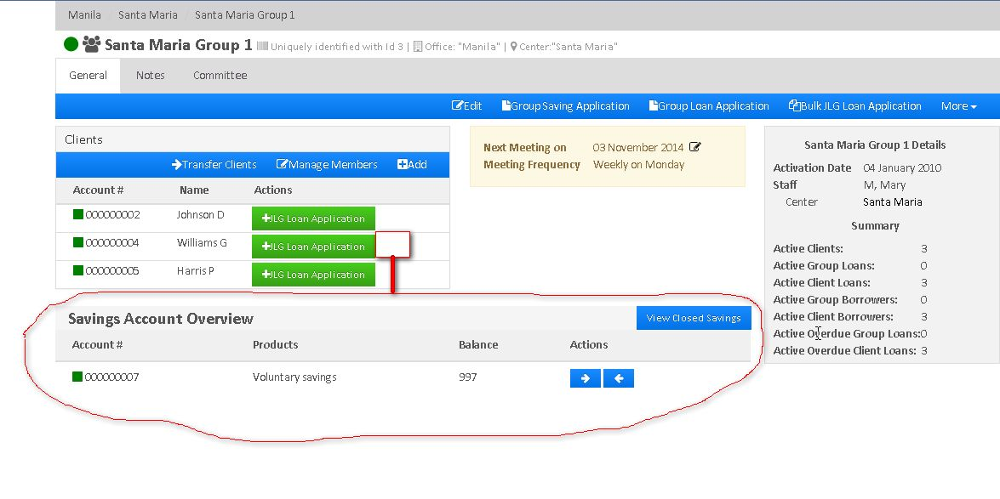 Manila / Santa Maria / Santa Maria Group 1
Santa Maria Group 1 Uniquely identified with Id 3 | Office: "Manila" | Center:"Santa Maria"
General Notes Committee
Edit Group Saving Application Group Loan Application Bulk JLG Loan Application More
Clients
Transfer Clients Manage Members Add
Account # Name Actions
000000002 Johnson D +JLG Loan Application
000000004 Williams G +JLG Loan Application
000000005 Harris P +JLG Loan Application
Next Meeting on 03 November 2014
Meeting Frequency Weekly on Monday
Santa Maria Group 1 Details
Activation Date 04 January 2010
Staff M, Mary
Center Santa Maria
Summary
Active Clients: 3
Active Group Loans: 0
Active Client Loans: 3
Active Group Borrowers: 0
Active Client Borrowers: 3
Active Overdue Group Loans:0
Active Overdue Client Loans: 3
Savings Account Overview View Closed Savings
Account # Products Balance Actions
000000007 Voluntary savings 997